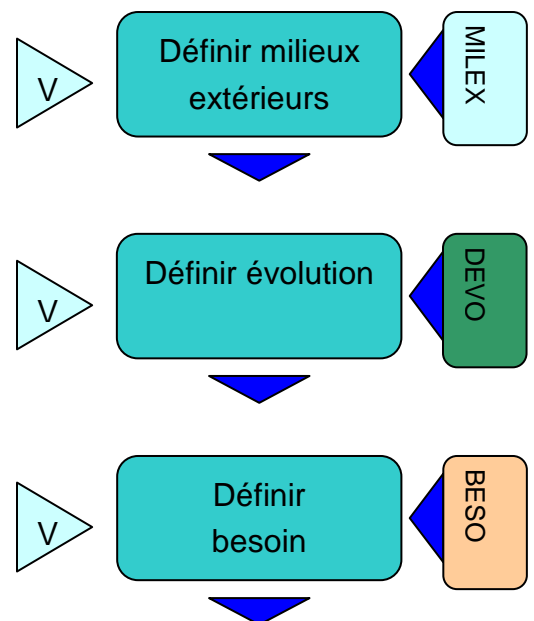 V
Définir milieux
extérieurs
MILEX
V
Définir évolution
DEVO
V
Définir
besoin
BESO